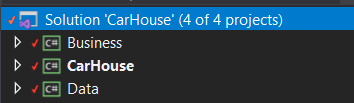 Solution 'CarHouse' (4 of 4 projects)
C# Business
C# CarHouse
C# Data